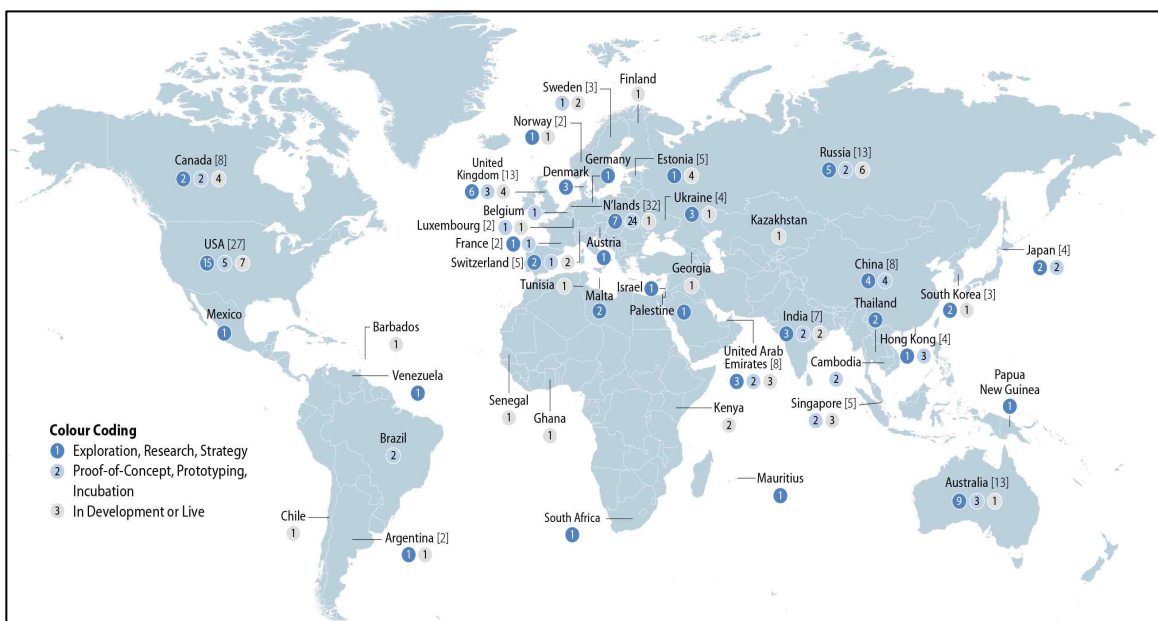 Finland
1
Sweden [3]
1 2
Norway [2]
1 1
Canada [8]
2 2 4
United
Kingdom [13]
6 3 4
Denmark
3
Germany
1
Estonia [5]
1 4
Russia [13]
5 2 6
Belgium 1
Luxembourg [2]
1 1
N'lands [32]
7 24 1
Ukraine [4]
3 1
Kazakhstan
1
France [2]
1 1
USA [27]
15 5 7
Switzerland [5]
2 1 2
Austria
1
Georgia
1
China [8]
4 4
Japan [4]
2 2
Tunisia 1
Malta
2
Israel 1
Palestine 1
South Korea [3]
2 1
Thailand
2
Mexico
1
India [7]
3 2 2
Hong Kong [4]
1 3
Barbados
1
United Arab
Emirates [8]
3 2 3
Cambodia
2
Venezuela
1
Papua
New Guinea
1
Senegal
1
Ghana
1
Kenya
2
Singapore [5]
2 3
Colour Coding
1 Exploration, Research, Strategy
2 Proof-of-Concept, Prototyping,
Incubation
3 In Development or Live
Brazil
2
Mauritius
1
Australia [13]
9 3 1
Chile
1
Argentina [2]
1 1
South Africa
1